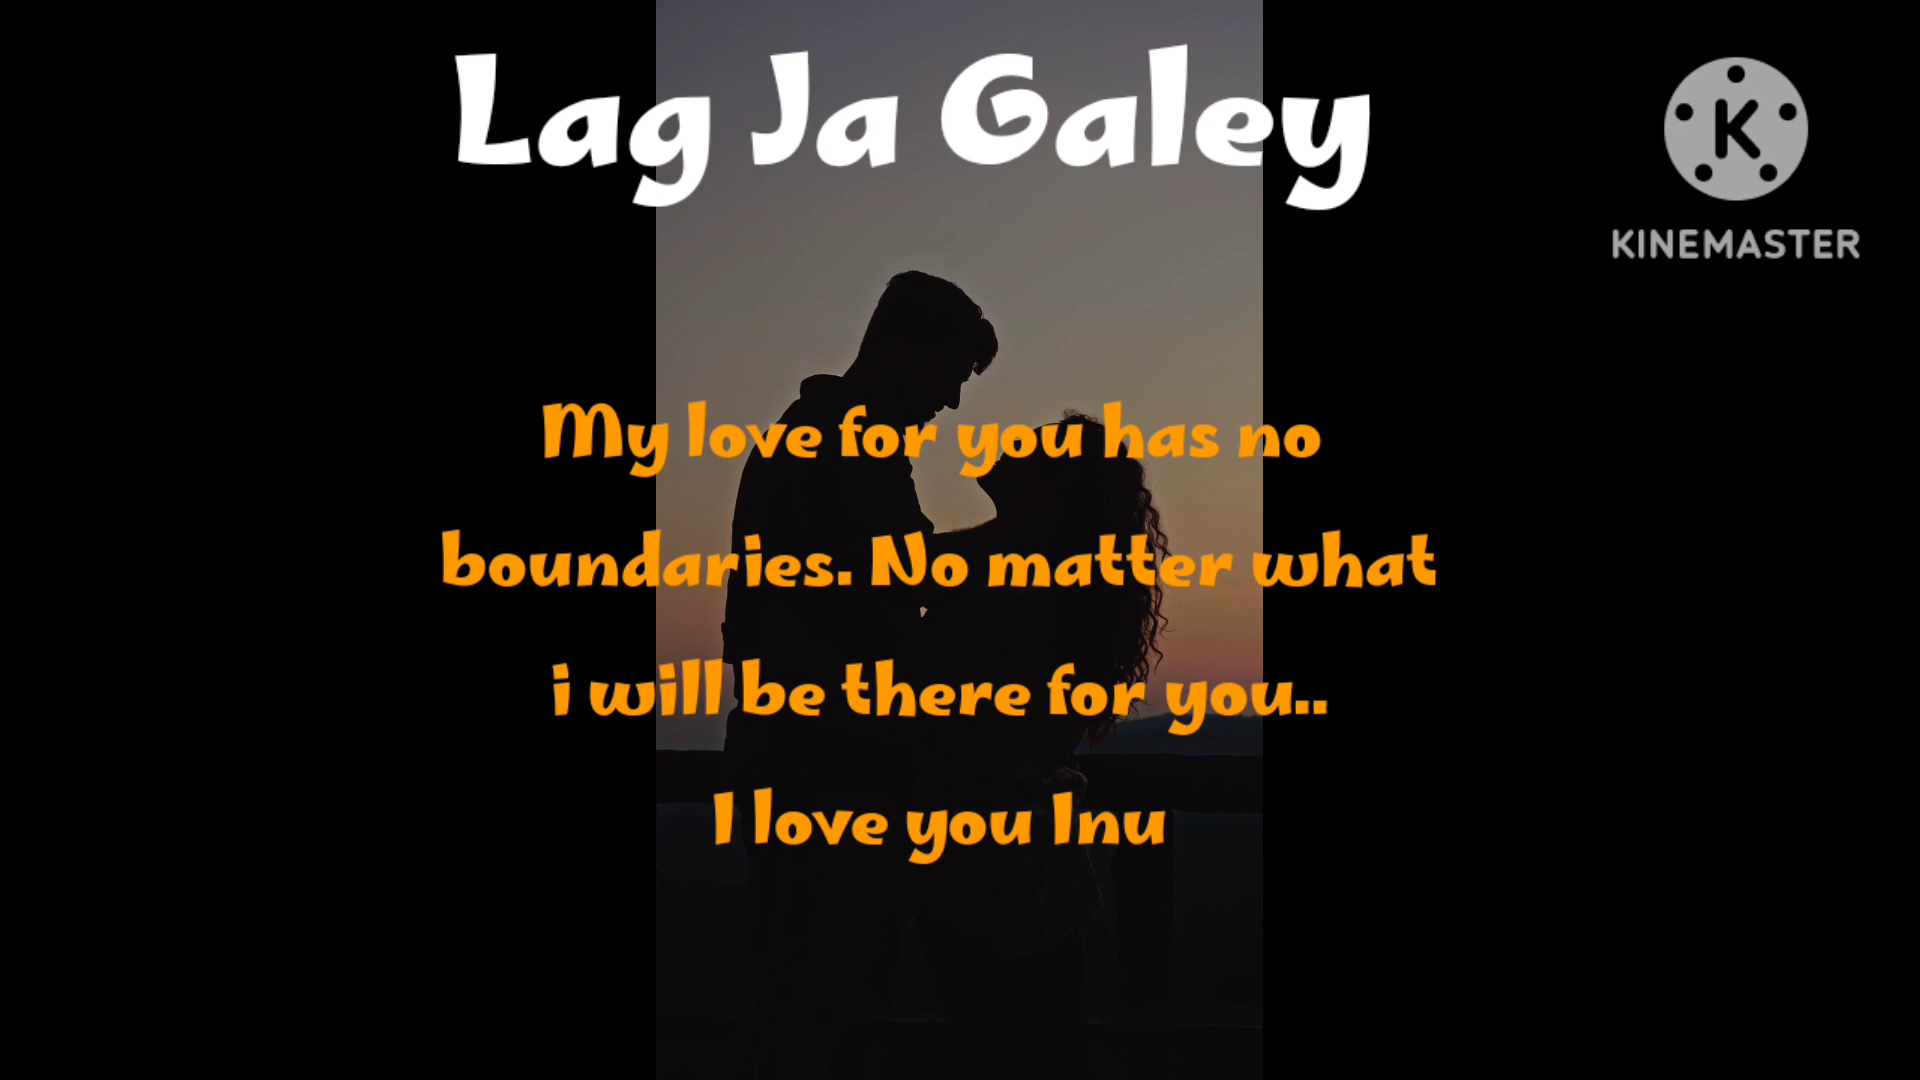 Lag Ja Galey
K
KINEMASTER
My love for you has no
boundaries. No matter what
i will be there for you..
I love you Inu